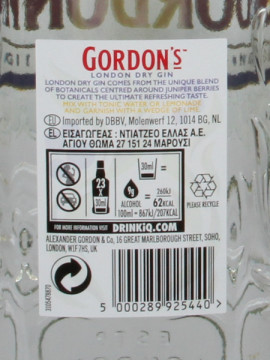 GORDON'S
LONDON DRY GIN
LONDON DRY GIN COMES FROM THE UNIQUE BLEND
OF BOTANICALS CENTRED AROUND JUNIPER BERRIES
TO CREATE THE ULTIMATE REFRESHING TASTE.
MIX WITH TONIC WATER OR LEMONADE
AND GARNISH WITH A WEDGE OF LIME.
Imported by DBBV, Molenwerf 12, 1014 BG, NL
ΕΙΣΑΓΩΓΕΑΣ : ΝΤΙΑΤΖΕΟ ΕΛΛΑΣ Α.Ε.
ΑΓΙΟΥ ΘΩΜΑ 27 151 24 ΜΑΡΟΥΣΙ
23
30ml
30ml
9g
ALCOHOL
260kJ
62KCAL
100ml=867kJ/207KCAL
PLEASE
RECYCLE
FOR MORE VISIT DRINKiQ.COM
ALEXANDER GORDON & Co, 16 GREAT MARLBOROUGH STREET, SOHO,
LONDON, W1F 7HS, UK
5 000289 925440 >